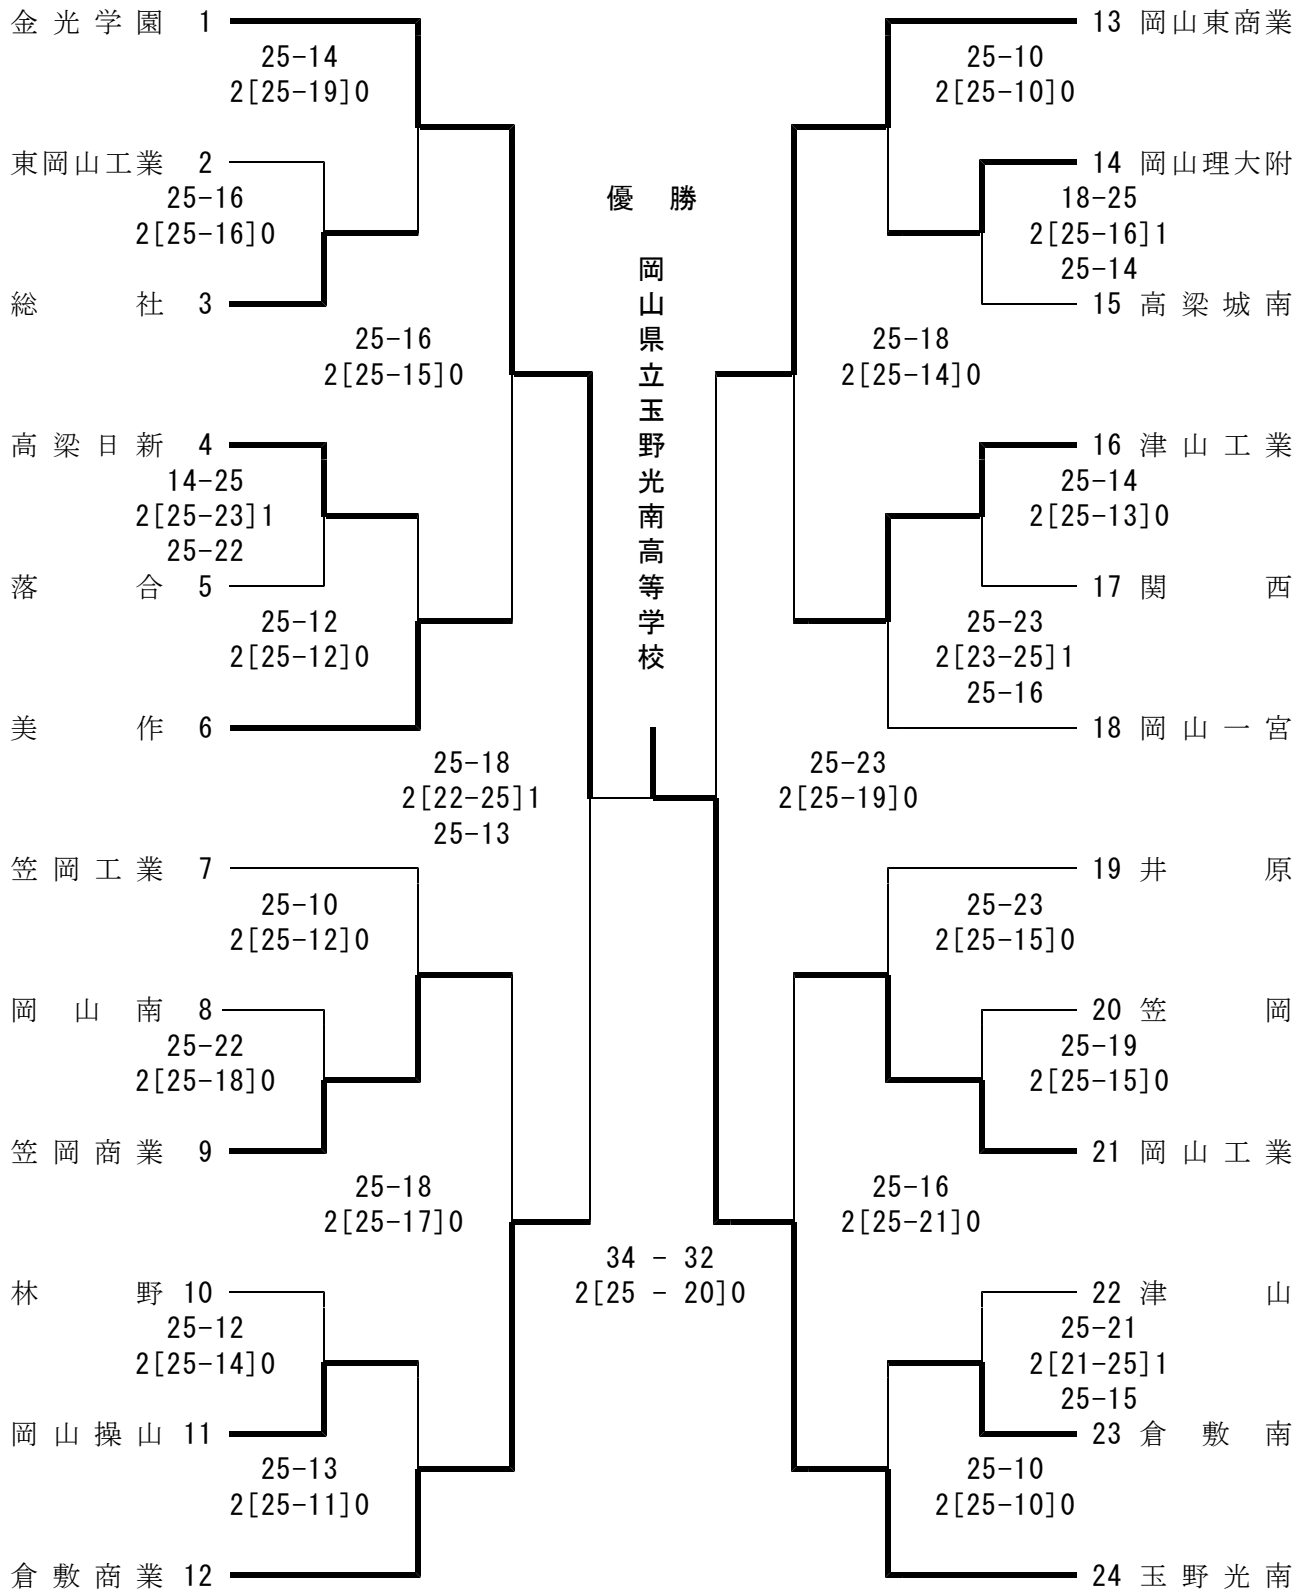 金光学園 1
25-14
2[25-19]0
東岡山工業 2
25-16
2[25-16]0
総社 3
25-16
2[25-15]0
高梁日新 4
14-25
2[25-23]1
25-22
落合 5
25-12
2[25-12]0
美作 6
25-18
2[22-25]1
25-13
笠岡工業 7
25-10
2[25-12]0
岡山南 8
25-22
2[25-18]0
笠岡商業 9
25-18
2[25-17]0
林野 10
25-12
2[25-14]0
岡山操山 11
25-13
2[25-11]0
倉敷商業 12
優勝
岡山県立玉野光南高等学校
34 - 32
2[25 - 20]0
13 岡山東商業
25-10
2[25-10]0
14 岡山理大附
18-25
2[25-16]1
25-14
15 高梁城南
25-18
2[25-14]0
16 津山工業
25-14
2[25-13]0
17 関西
25-23
2[23-25]1
25-16
18 岡山一宮
25-23
2[25-19]0
19 井原
25-23
2[25-15]0
20 笠岡
25-19
2[25-15]0
21 岡山工業
25-16
2[25-21]0
22 津山
25-21
2[21-25]1
25-15
23 倉敷南
25-10
2[25-10]0
24 玉野光南